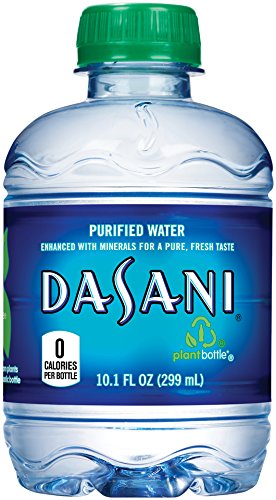 PURIFIED WATER
ENHANCED WITH MINERALS FOR A PURE, FRESH TASTE
DASANI®
plantbottle®
0
CALORIES
PER BOTTLE
10.1 FL OZ (299 mL)